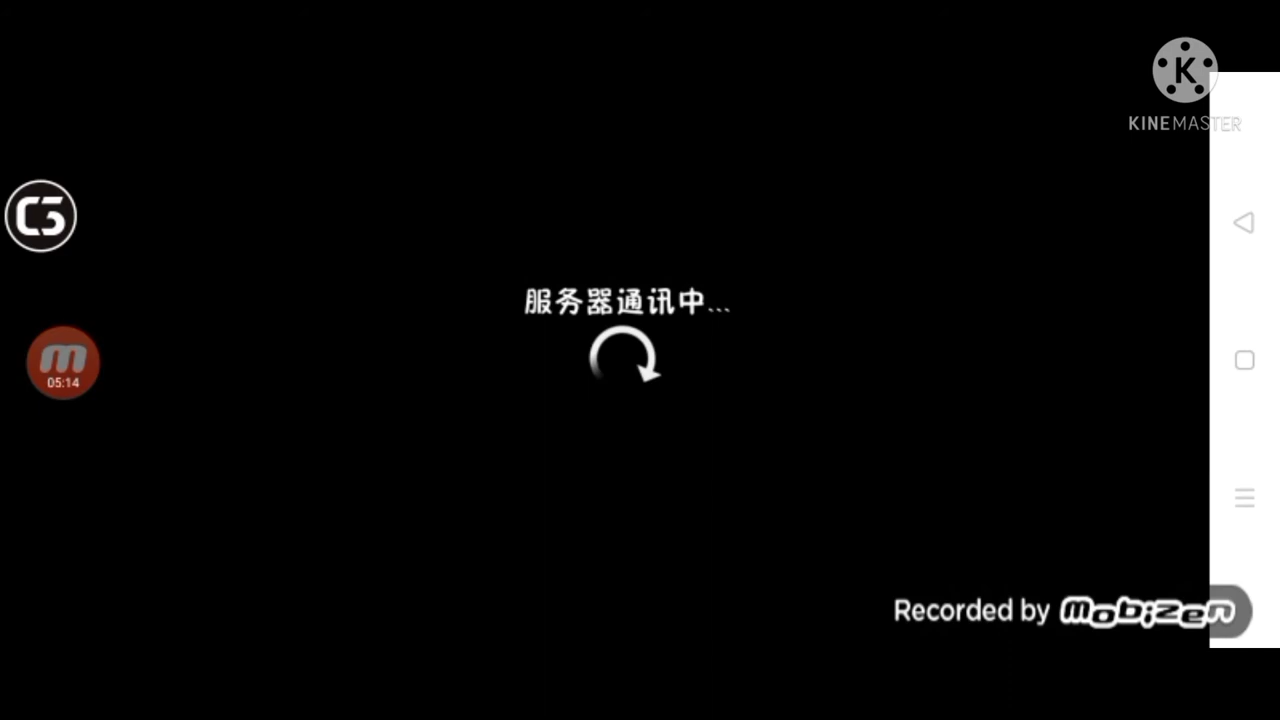 K
KINEMASTER
G
服务器通讯中...
m
05:14
Recorded by mobizen